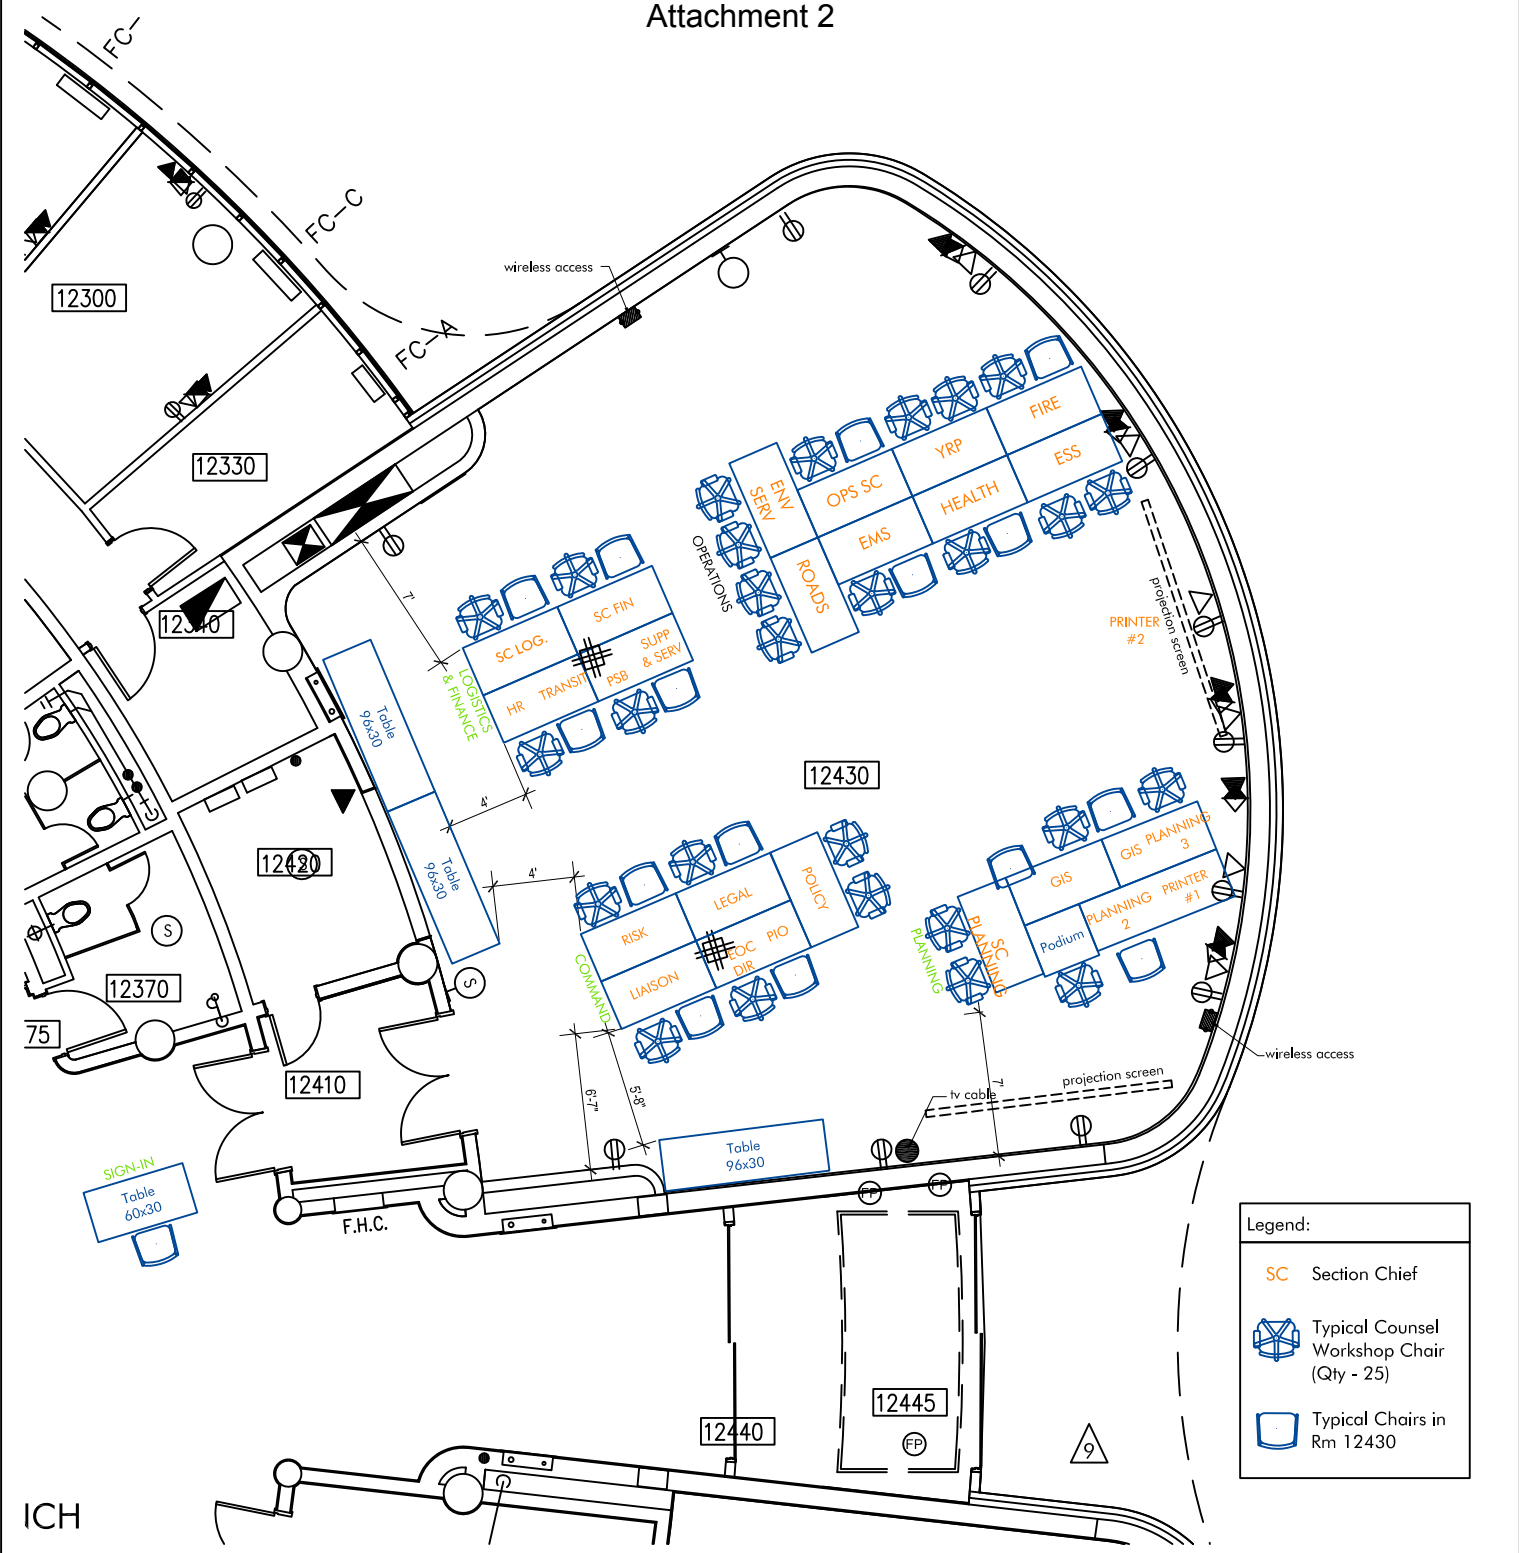 Attachment 2
FC-
FC-C
FC-A
wireless access
12300
12330
12340
FIRE
YRP
ESS
OPS SC
HEALTH
ENV
SERV
EMS
ROADS
OPERATIONS
projection screen
PRINTER
#2
7'
SC FIN
SC LOG.
SUPP
& SERV
TRANSIT
PSB
HR
LOGISTICS
& FINANCE
Table
96x30
4'
12430
12420
Table
96x30
4'
GIS
PLANNING
3
GIS
PLANNING
2
PRINTER
#1
SC
PLANNING
Podium
PLANNING
POLICY
LEGAL
RISK
PIO
EOC
DIR
LIAISON
COMMAND
S
S
12370
75
12410
6'-7"
5'-8"
7'
wireless access
projection screen
tv cable
Table
96x30
SIGN-IN
Table
60x30
F.H.C.
FP
FP
12445
12440
FP
9
ICH
Legend:
SC Section Chief
Typical Counsel
Workshop Chair
(Qty - 25)
Typical Chairs in
Rm 12430